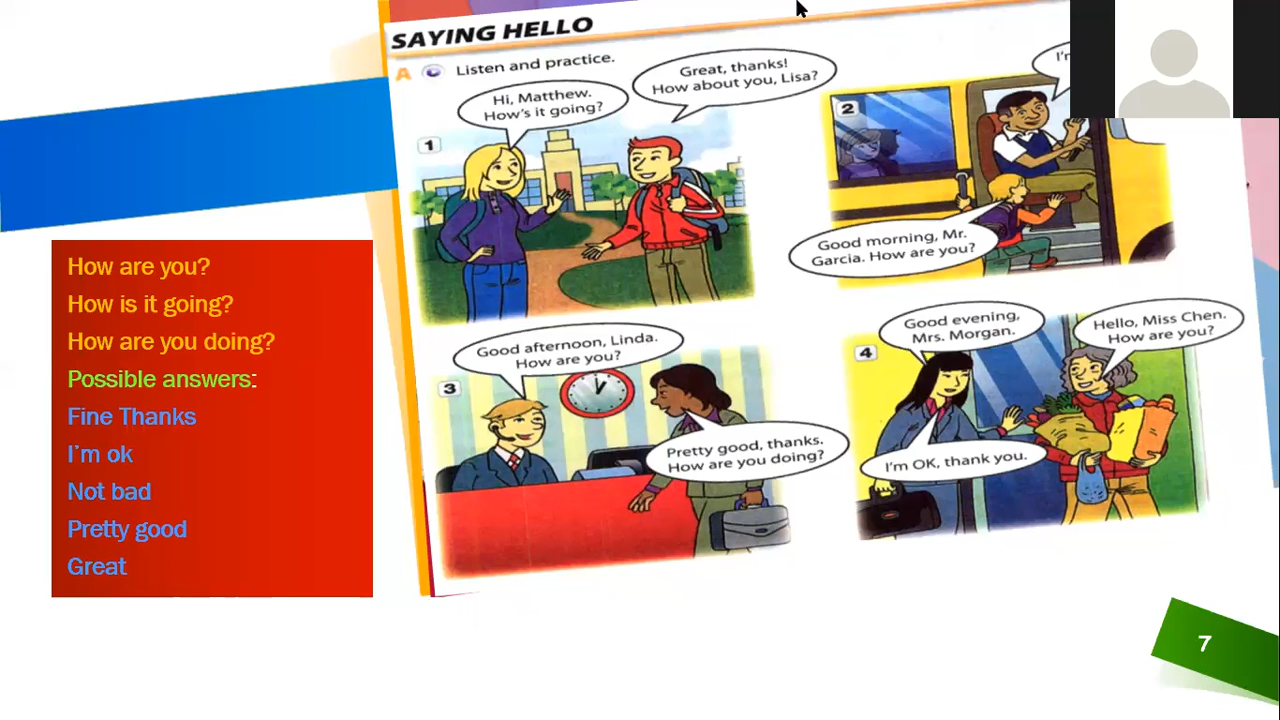 SAYING HELLO
A Listen and practice.
Hi, Matthew.
How's it going?
Great, thanks!
How about you, Lisa?
1
2
I'
Good morning, Mr.
Garcia. How are you?
3
Good afternoon, Linda.
How are you?
Pretty good, thanks.
How are you doing?
4
Good evening,
Mrs. Morgan.
Hello, Miss Chen.
How are you?
I'm OK, thank you.
How are you?
How is it going?
How are you doing?
Possible answers:
Fine Thanks
I'm ok
Not bad
Pretty good
Great
7